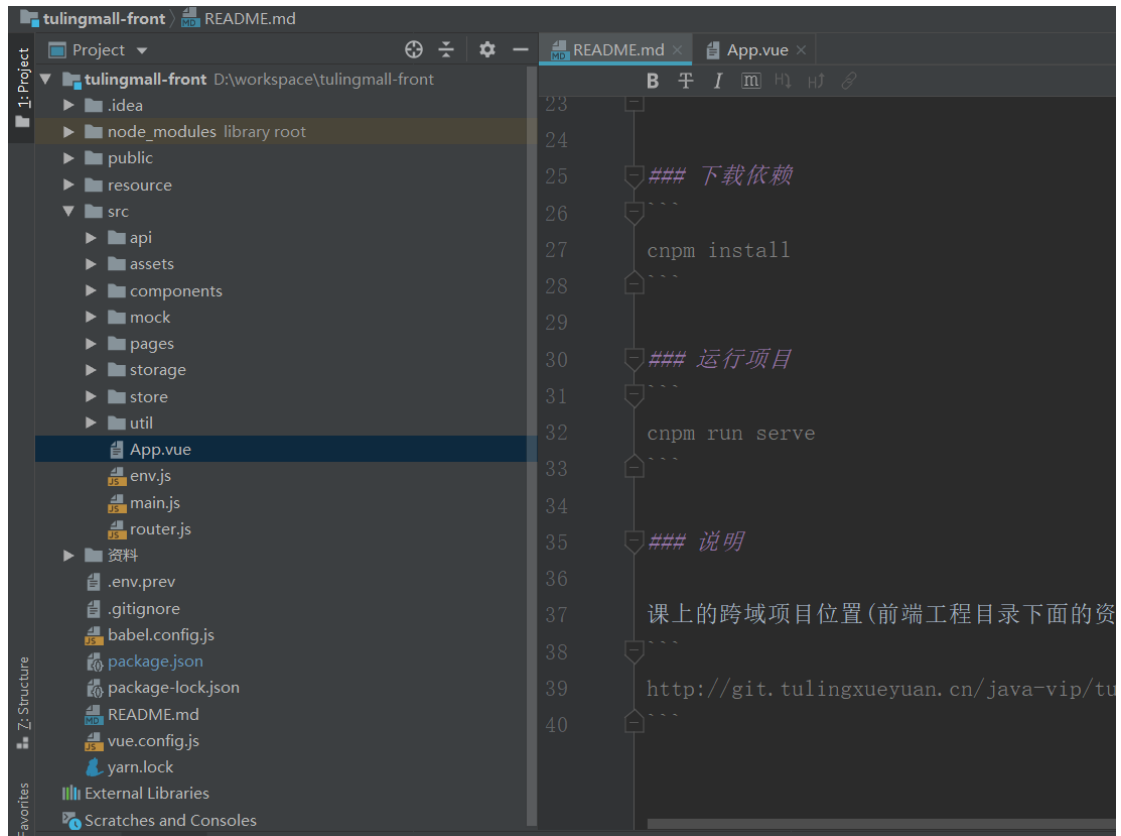 tulingmall-front 〉 README.md
Project
README.md ×
App.vue ×
1: Project
tulingmall-front D:\workspace\tulingmall-front
.idea
node_modules library root
public
resource
src
api
assets
components
mock
pages
storage
store
util
App.vue
env.js
main.js
router.js
资料
.env.prev
.gitignore
babel.config.js
package.json
package-lock.json
README.md
vue.config.js
yarn.lock
External Libraries
Scratches and Consoles
Z: Structure
Favorites
B T I m H↴ H⤴
23
24
25 ### 下载依赖
26 ```
27 cnpm install
28 ```
29
30 ### 运行项目
31 ```
32 cnpm run serve
33 ```
34
35 ### 说明
36
37 课上的跨域项目位置(前端工程目录下面的资
38 ```
39 http://git.tulingxueyuan.cn/java-vip/tu
40 ```